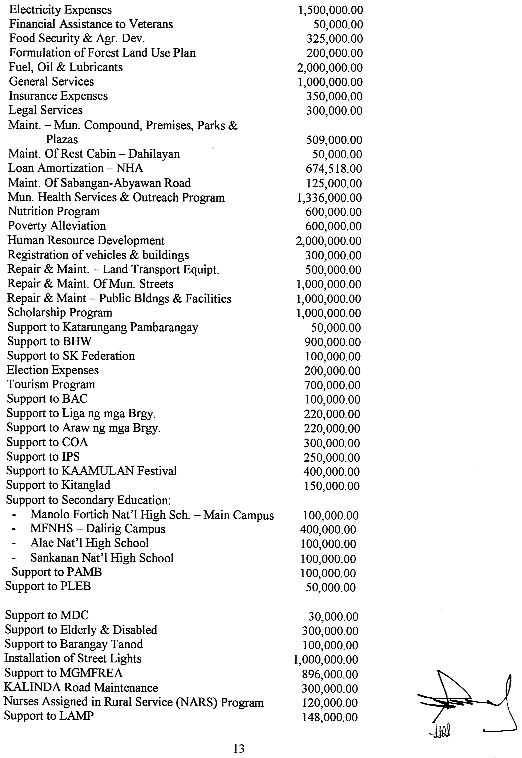 Electricity Expenses 1,500,000.00
Financial Assistance to Veterans 50,000.00
Food Security & Agr. Dev. 325,000.00
Formulation of Forest Land Use Plan 200,000.00
Fuel, Oil & Lubricants 2,000,000.00
General Services 1,000,000.00
Insurance Expenses 350,000.00
Legal Services 300,000.00
Maint. – Mun. Compound, Premises, Parks &
Plazas 509,000.00
Maint. Of Rest Cabin – Dahilayan 50,000.00
Loan Amortization – NHA 674,518.00
Maint. Of Sabangan-Abyawan Road 125,000.00
Mun. Health Services & Outreach Program 1,336,000.00
Nutrition Program 600,000.00
Poverty Alleviation 600,000.00
Human Resource Development 2,000,000.00
Registration of vehicles & buildings 300,000.00
Repair & Maint. – Land Transport Equipt. 500,000.00
Repair & Maint. Of Mun. Streets 1,000,000.00
Repair & Maint – Public Bldngs & Facilities 1,000,000.00
Scholarship Program 1,000,000.00
Support to Katarungang Pambarangay 50,000.00
Support to BHW 900,000.00
Support to SK Federation 100,000.00
Election Expenses 200,000.00
Tourism Program 700,000.00
Support to BAC 100,000.00
Support to Liga ng mga Brgy. 220,000.00
Support to Araw ng mga Brgy. 220,000.00
Support to COA 300,000.00
Support to IPS 250,000.00
Support to KAAMULAN Festival 400,000.00
Support to Kitanglad 150,000.00
Support to Secondary Education:
- Manolo Fortich Nat'l High Sch. – Main Campus 100,000.00
- MFNHS – Dalirig Campus 400,000.00
- Alae Nat'l High School 100,000.00
- Sankanan Nat'l High School 100,000.00
Support to PAMB 100,000.00
Support to PLEB 50,000.00
Support to MDC 30,000.00
Support to Elderly & Disabled 300,000.00
Support to Barangay Tanod 100,000.00
Installation of Street Lights 1,000,000.00
Support to MGMFREA 896,000.00
KALINDA Road Maintenance 300,000.00
Nurses Assigned in Rural Service (NARS) Program 120,000.00
Support to LAMP 148,000.00
13